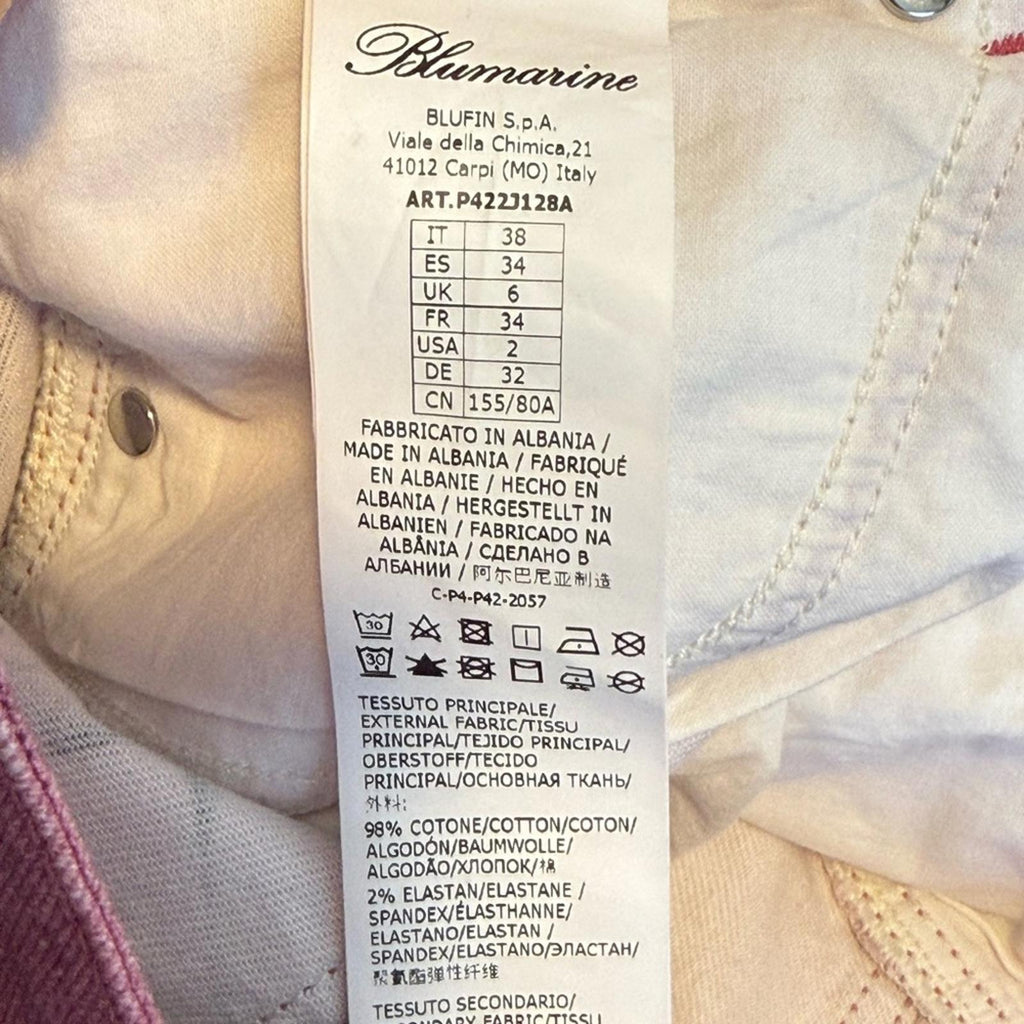 Blumarine
BLUFIN S.p.A.
Viale della Chimica,21
41012 Carpi (MO) Italy
ART.P422J128A
IT 38
ES 34
UK 6
FR 34
USA 2
DE 32
CN 155/80A
FABBRICATO IN ALBANIA /
MADE IN ALBANIA / FABRIQUÉ
EN ALBANIE / HECHO EN
ALBANIA / HERGESTELLT IN
ALBANIEN / FABRICADO NA
ALBÂNIA / СДЕЛАНО В
АЛБАНИИ / 阿尔巴尼亚制造
C-P4-P42-2057
30
30
TESSUTO PRINCIPALE/
EXTERNAL FABRIC/TISSU
PRINCIPAL/TEJIDO PRINCIPAL/
OBERSTOFF/TECIDO
PRINCIPAL/ОСНОВНАЯ ТКАНЬ/
外料:
98% COTONE/COTTON/COTON/
ALGODÓN/BAUMWOLLE/
ALGODÃO/ХЛОПОК/棉
2% ELASTAN/ELASTANE /
SPANDEX/ÉLASTHANNE/
ELASTANO/ELASTAN /
SPANDEX/ELASTANO/ЭЛАСТАН/
聚氨酯弹性纤维
TESSUTO SECONDARIO/
FABRIC/TISSU